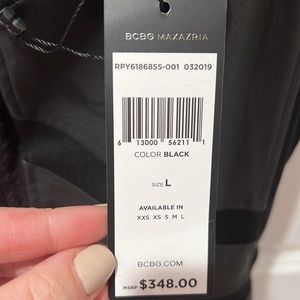 BCBG MAXAZRIA
RPY6186855-001 032019
6 13000 56211 1
COLOR BLACK
SIZE L
AVAILABLE IN
XXS XS S M L
BCBG.COM
MSRP $348.00